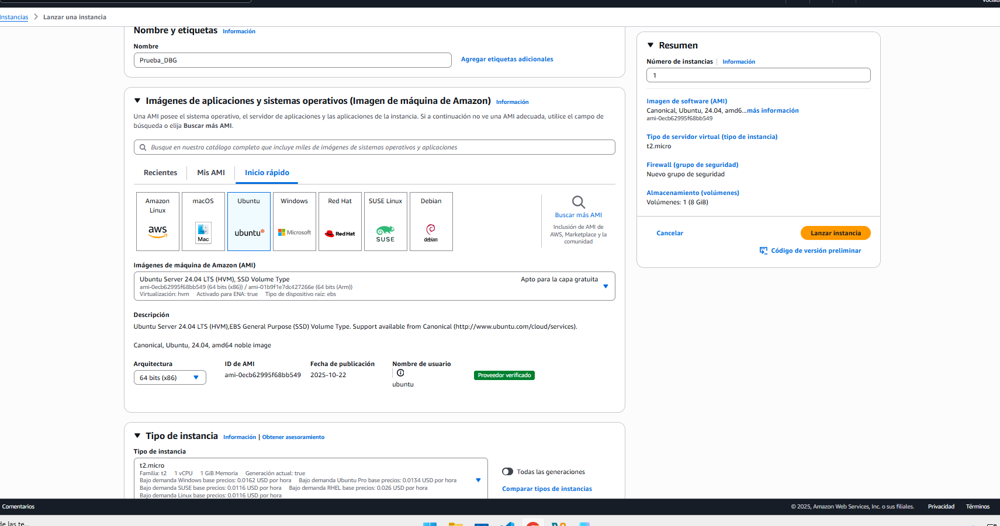 Instancias > Lanzar una instancia
Nombre y etiquetas Información
Nombre
Prueba_DBG
Agregar etiquetas adicionales
Imágenes de aplicaciones y sistemas operativos (Imagen de máquina de Amazon) Información
Una AMI posee el sistema operativo, el servidor de aplicaciones y las aplicaciones de la instancia. Si a continuación no ve una AMI adecuada, utilice el campo de
búsqueda o elija Buscar más AMI.
Busque en nuestro catálogo completo que incluye miles de imágenes de sistemas operativos y aplicaciones
Recientes
Mis AMI
Inicio rápido
Amazon
Linux
aws
macOS
Mac
Ubuntu
ubuntu
Windows
Microsoft
Red Hat
Red Hat
SUSE Linux
SUSE
Debian
debian
Buscar más AMI
Inclusión de AMI de
AWS, Marketplace y la
comunidad
Imágenes de máquina de Amazon (AMI)
Ubuntu Server 24.04 LTS (HVM), SSD Volume Type
Apto para la capa gratuita
ami-0ecb62995f68bb549 (64 bits (x86)) / ami-01b9f1e7dc427266e (64 bits (Arm))
Virtualización: hvm Activado para ENA: true Tipo de dispositivo raíz: ebs
Descripción
Ubuntu Server 24.04 LTS (HVM),EBS General Purpose (SSD) Volume Type. Support available from Canonical (http://www.ubuntu.com/cloud/services).
Canonical, Ubuntu, 24.04, amd64 noble image
Arquitectura
64 bits (x86)
ID de AMI
ami-0ecb62995f68bb549
Fecha de publicación
2025-10-22
Nombre de usuario
ubuntu
Proveedor verificado
Tipo de instancia Información | Obtener asesoramiento
Tipo de instancia
t2.micro
Familia: t2 1 vCPU 1 GiB Memoria Generación actual: true
Bajo demanda Windows base precios: 0.0162 USD por hora Bajo demanda Ubuntu Pro base precios: 0.0134 USD por hora
Bajo demanda SUSE base precios: 0.0116 USD por hora Bajo demanda RHEL base precios: 0.026 USD por hora
Bajo demanda Linux base precios: 0.0116 USD por hora
Todas las generaciones
Comparar tipos de instancias
Resumen
Número de instancias | Información
1
Imagen de software (AMI)
Canonical, Ubuntu, 24.04, amd6...más información
ami-0ecb62995f68bb549
Tipo de servidor virtual (tipo de instancia)
t2.micro
Firewall (grupo de seguridad)
Nuevo grupo de seguridad
Almacenamiento (volúmenes)
Volúmenes: 1 (8 GiB)
Cancelar
Lanzar instancia
Código de versión preliminar
Comentarios
© 2025, Amazon Web Services, Inc. o sus filiales.
Privacidad
Términos
de las te...